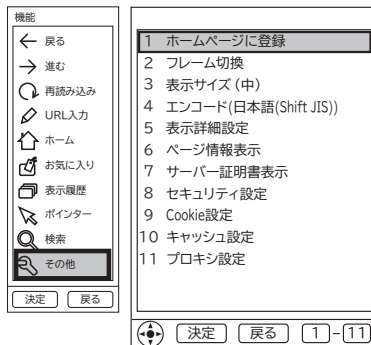 機能
戻る
進む
再読み込み
URL入力
ホーム
お気に入り
表示履歴
ポインター
検索
その他
決定 戻る
1 ホームページに登録
2 フレーム切換
3 表示サイズ（中）
4 エンコード(日本語(Shift JIS))
5 表示詳細設定
6 ページ情報表示
7 サーバー証明書表示
8 セキュリティ設定
9 Cookie設定
10 キャッシュ設定
11 プロキシ設定
決定 戻る 1-11